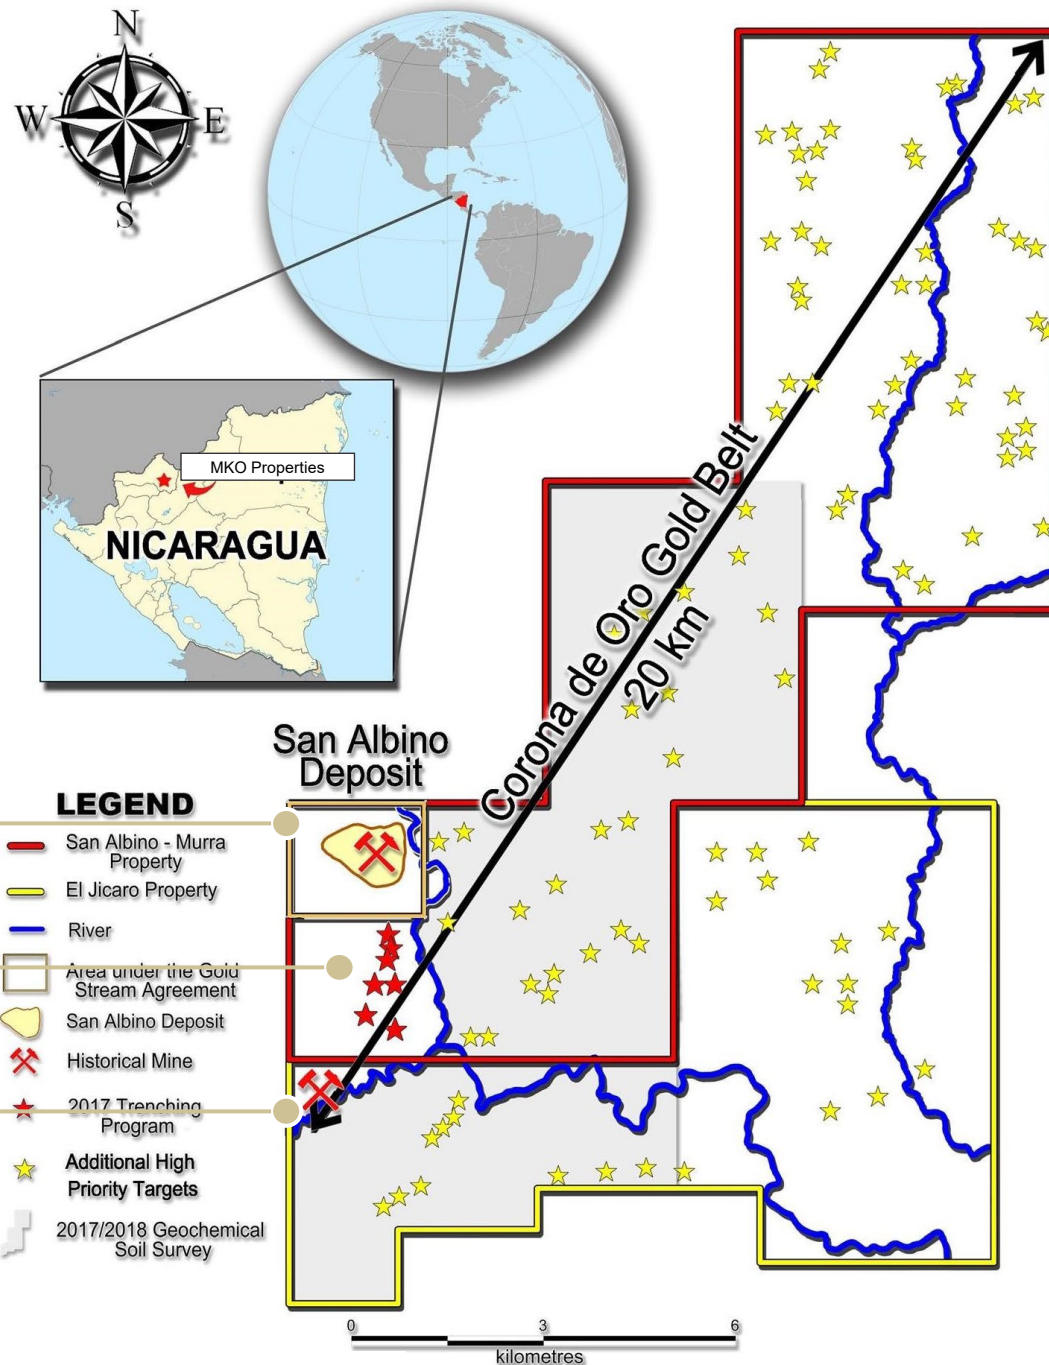 N
W
E
S
MKO Properties
NICARAGUA
Corona de Oro Gold Belt
20 km
San Albino
Deposit
LEGEND
San Albino - Murra
Property
El Jicaro Property
River
Area under the Gold
Stream Agreement
San Albino Deposit
Historical Mine
2017 Trenching
Program
Additional High
Priority Targets
2017/2018 Geochemical
Soil Survey
0
3
6
kilometres